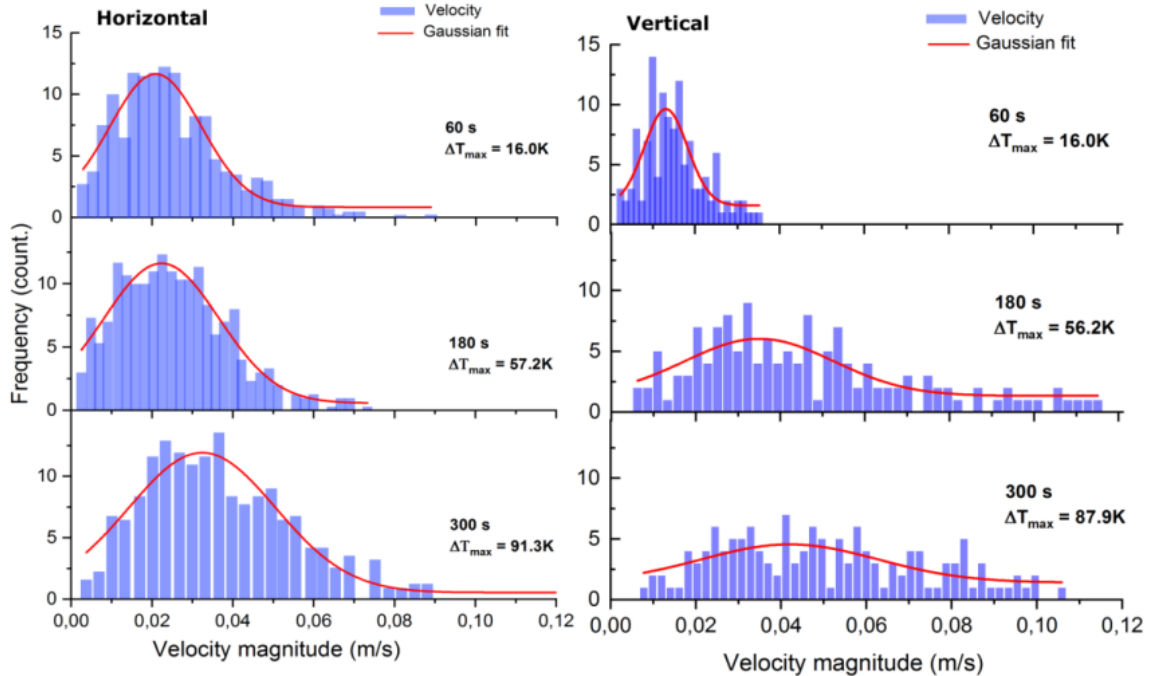 Horizontal
Velocity
Gaussian fit
15
10
5
0
60 s
ΔTmax = 16.0K
10
5
0
180 s
ΔTmax = 57.2K
10
5
0
300 s
ΔTmax = 91.3K
0,00 0,02 0,04 0,06 0,08 0,10 0,12
Velocity magnitude (m/s)
Frequency (count.)
Vertical
Velocity
Gaussian fit
15
10
5
0
60 s
ΔTmax = 16.0K
10
5
0
180 s
ΔTmax = 56.2K
10
5
0
300 s
ΔTmax = 87.9K
0,00 0,02 0,04 0,06 0,08 0,10 0,12
Velocity magnitude (m/s)